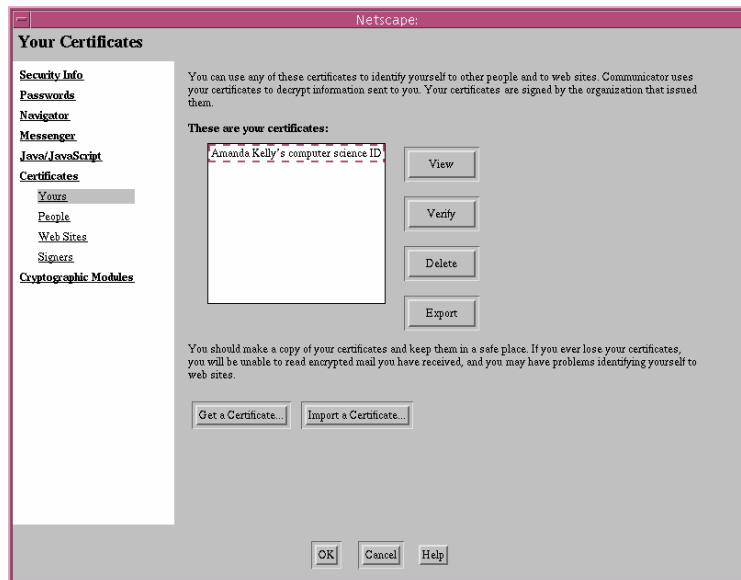 Netscape:
Your Certificates
Security Info
Passwords
Navigator
Messenger
Java/JavaScript
Certificates
Yours
People
Web Sites
Signers
Cryptographic Modules
You can use any of these certificates to identify yourself to other people and to web sites. Communicator uses
your certificates to decrypt information sent to you. Your certificates are signed by the organization that issued
them.
These are your certificates:
Amanda Kelly's computer science ID
View
Verify
Delete
Export
You should make a copy of your certificates and keep them in a safe place. If you ever lose your certificates,
you will be unable to read encrypted mail you have received, and you may have problems identifying yourself to
web sites.
Get a Certificate...
Import a Certificate...
OK
Cancel
Help